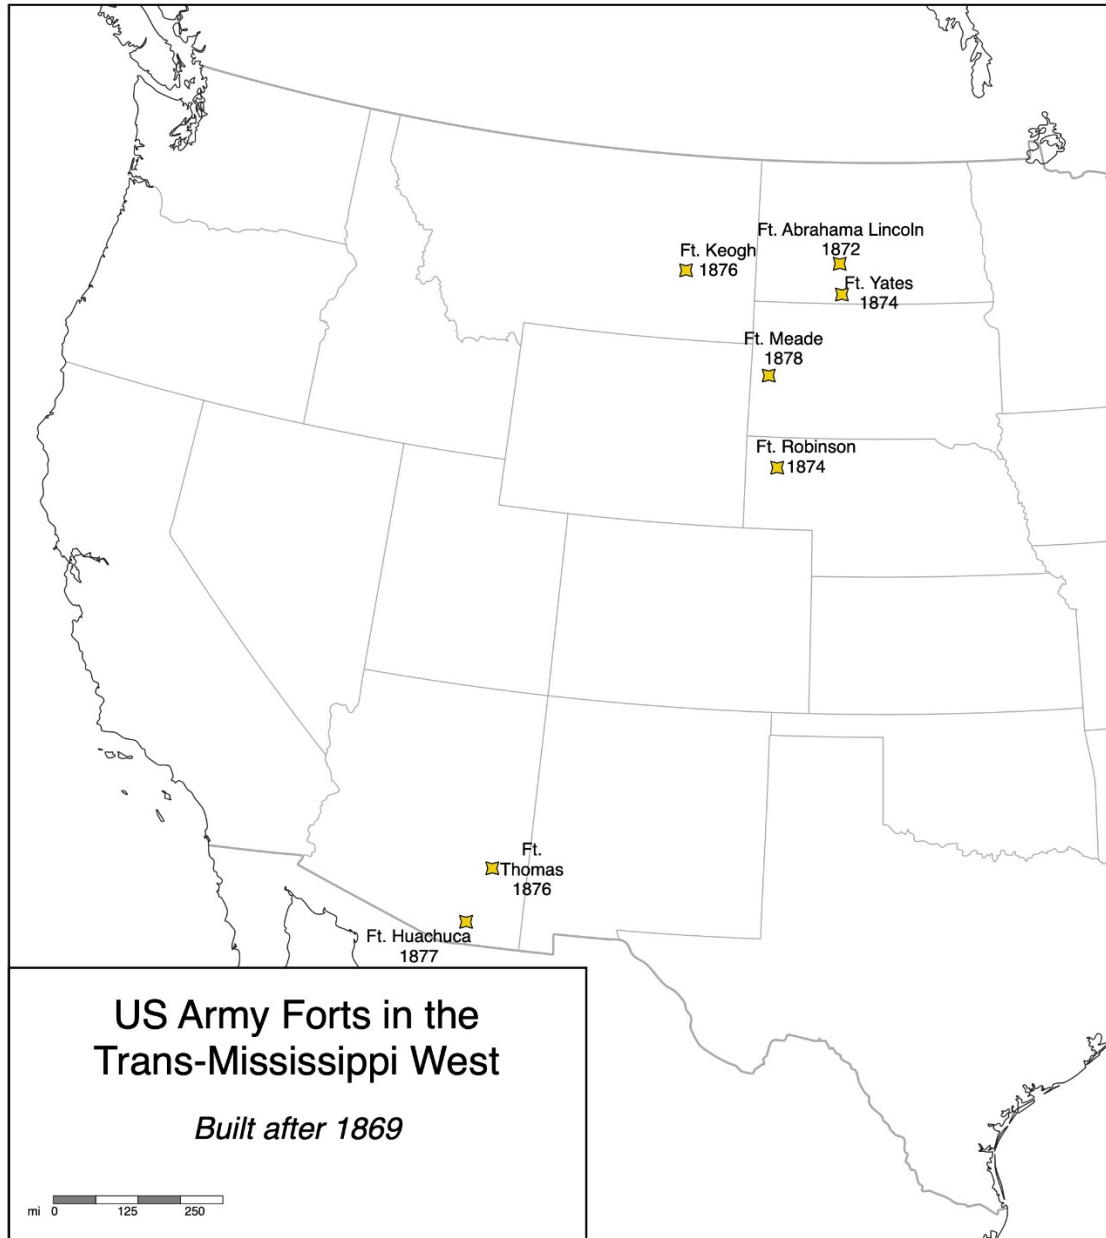 Ft. Abrahama Lincoln
1872
Ft. Keogh
1876
Ft. Yates
1874
Ft. Meade
1878
Ft. Robinson
1874
Ft.
Thomas
1876
Ft. Huachuca
1877
US Army Forts in the
Trans-Mississippi West
Built after 1869
mi 0 125 250